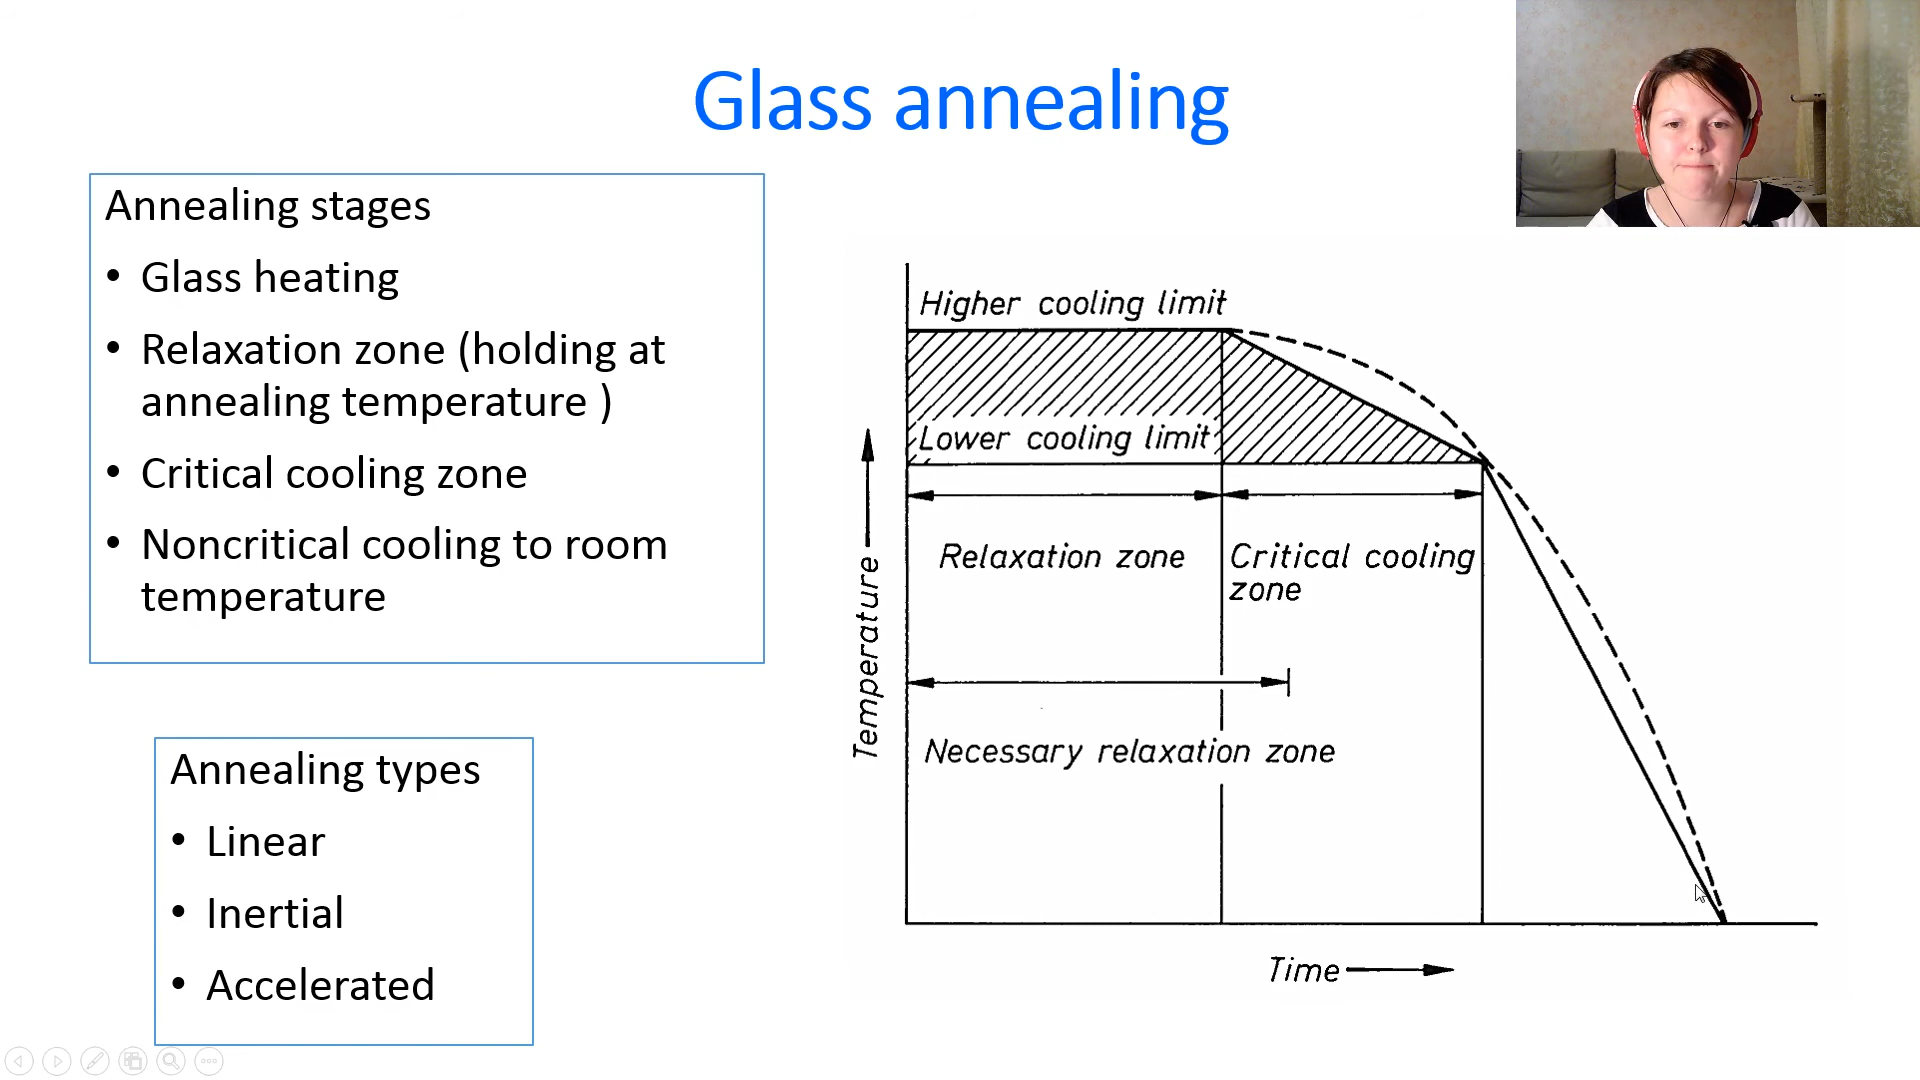 Glass annealing
Annealing stages
• Glass heating
• Relaxation zone (holding at
annealing temperature )
• Critical cooling zone
• Noncritical cooling to room
temperature
Annealing types
• Linear
• Inertial
• Accelerated
Higher cooling limit
Lower cooling limit
Relaxation zone
Critical cooling
zone
Necessary relaxation zone
Temperature
Time